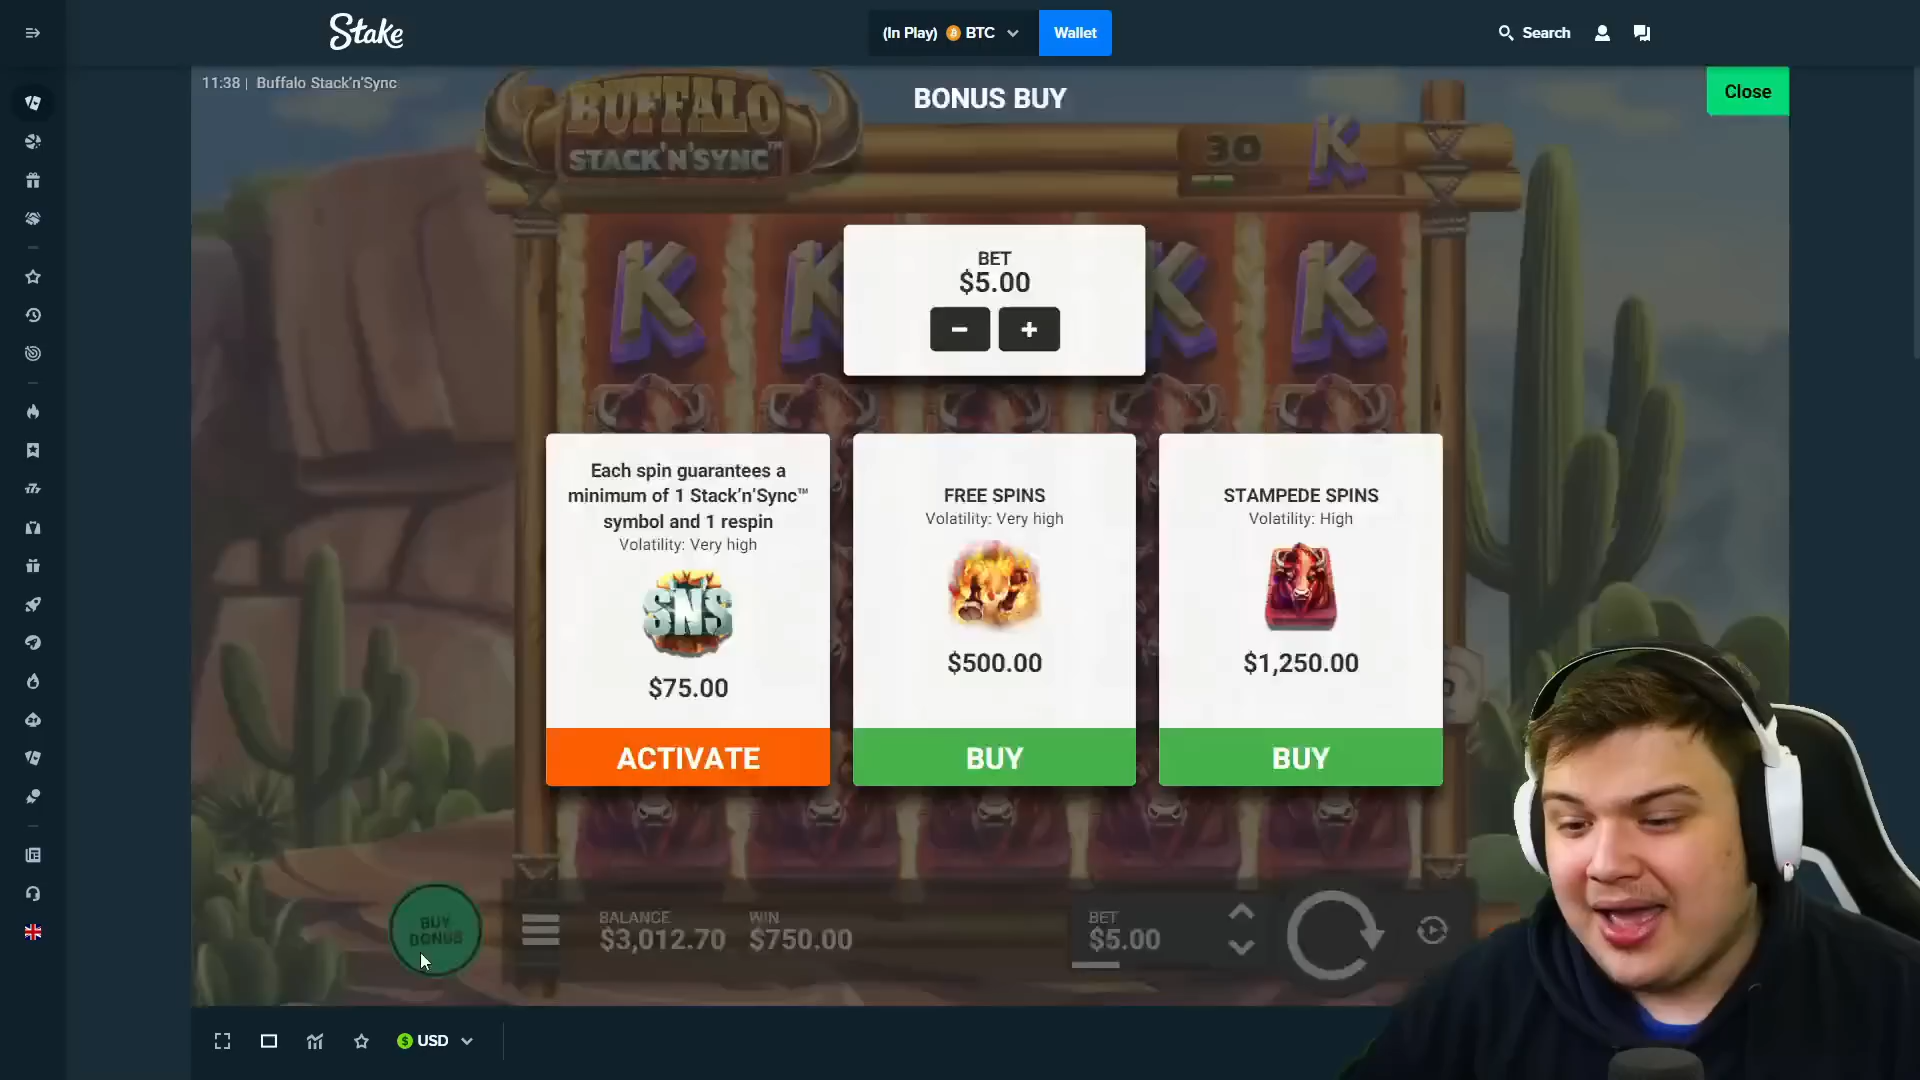 Stake
(In Play) BTC
Wallet
Search
11:38 | Buffalo Stack'n'Sync
BUFFALO
STACK'N'SYNC™
BONUS BUY
30
K
Close
K K K K
BET
$5.00
− +
Each spin guarantees a
minimum of 1 Stack'n'Sync™
symbol and 1 respin
Volatility: Very high
SNS
$75.00
ACTIVATE
FREE SPINS
Volatility: Very high
$500.00
BUY
STAMPEDE SPINS
Volatility: High
$1,250.00
BUY
BUY
BONUS
BALANCE
$3,012.70
WIN
$750.00
BET
$5.00
USD